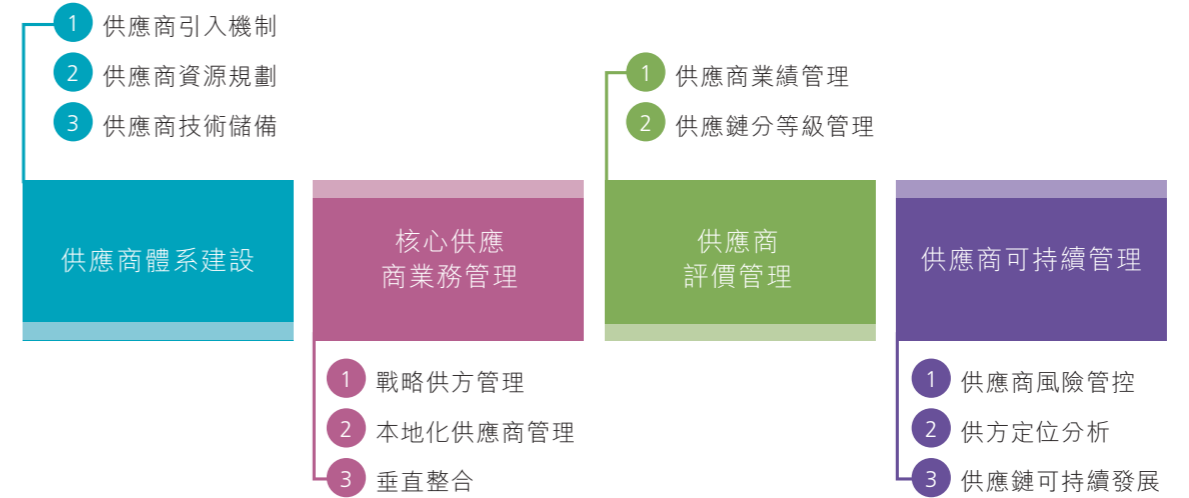 1 供應商引入機制
2 供應商資源規劃
3 供應商技術儲備
供應商體系建設
核心供應
商業務管理
1 戰略供方管理
2 本地化供應商管理
3 垂直整合
1 供應商業績管理
2 供應鏈分等級管理
供應商
評價管理
供應商可持續管理
1 供應商風險管控
2 供方定位分析
3 供應鏈可持續發展